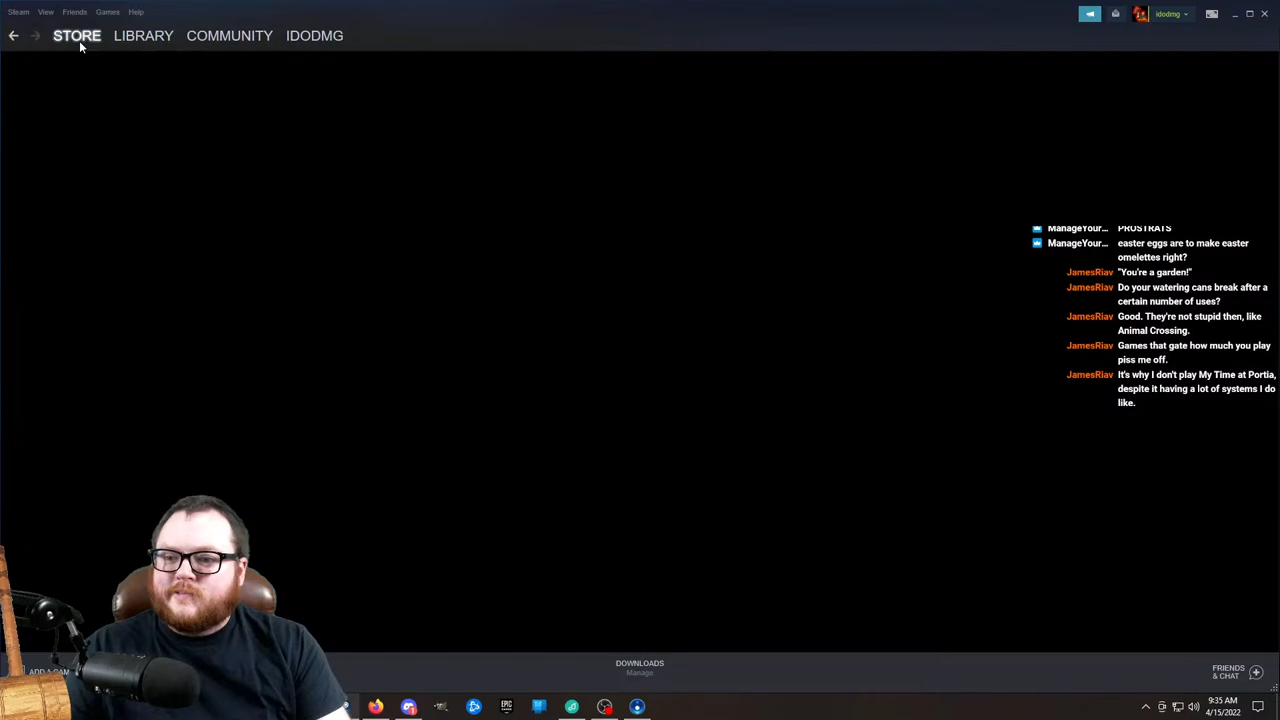 Steam View Friends Games Help
idodmg
STORE LIBRARY COMMUNITY IDODMG
ManageYour... PRUSTRATS
ManageYour... easter eggs are to make easter
omelettes right?
JamesRiav "You're a garden!"
JamesRiav Do your watering cans break after a
certain number of uses?
JamesRiav Good. They're not stupid then, like
Animal Crossing.
JamesRiav Games that gate how much you play
piss me off.
JamesRiav It's why I don't play My Time at Portia,
despite it having a lot of systems I do
like.
ADD A GAM
DOWNLOADS
Manage
FRIENDS
& CHAT
EPIC
9:35 AM
4/15/2022